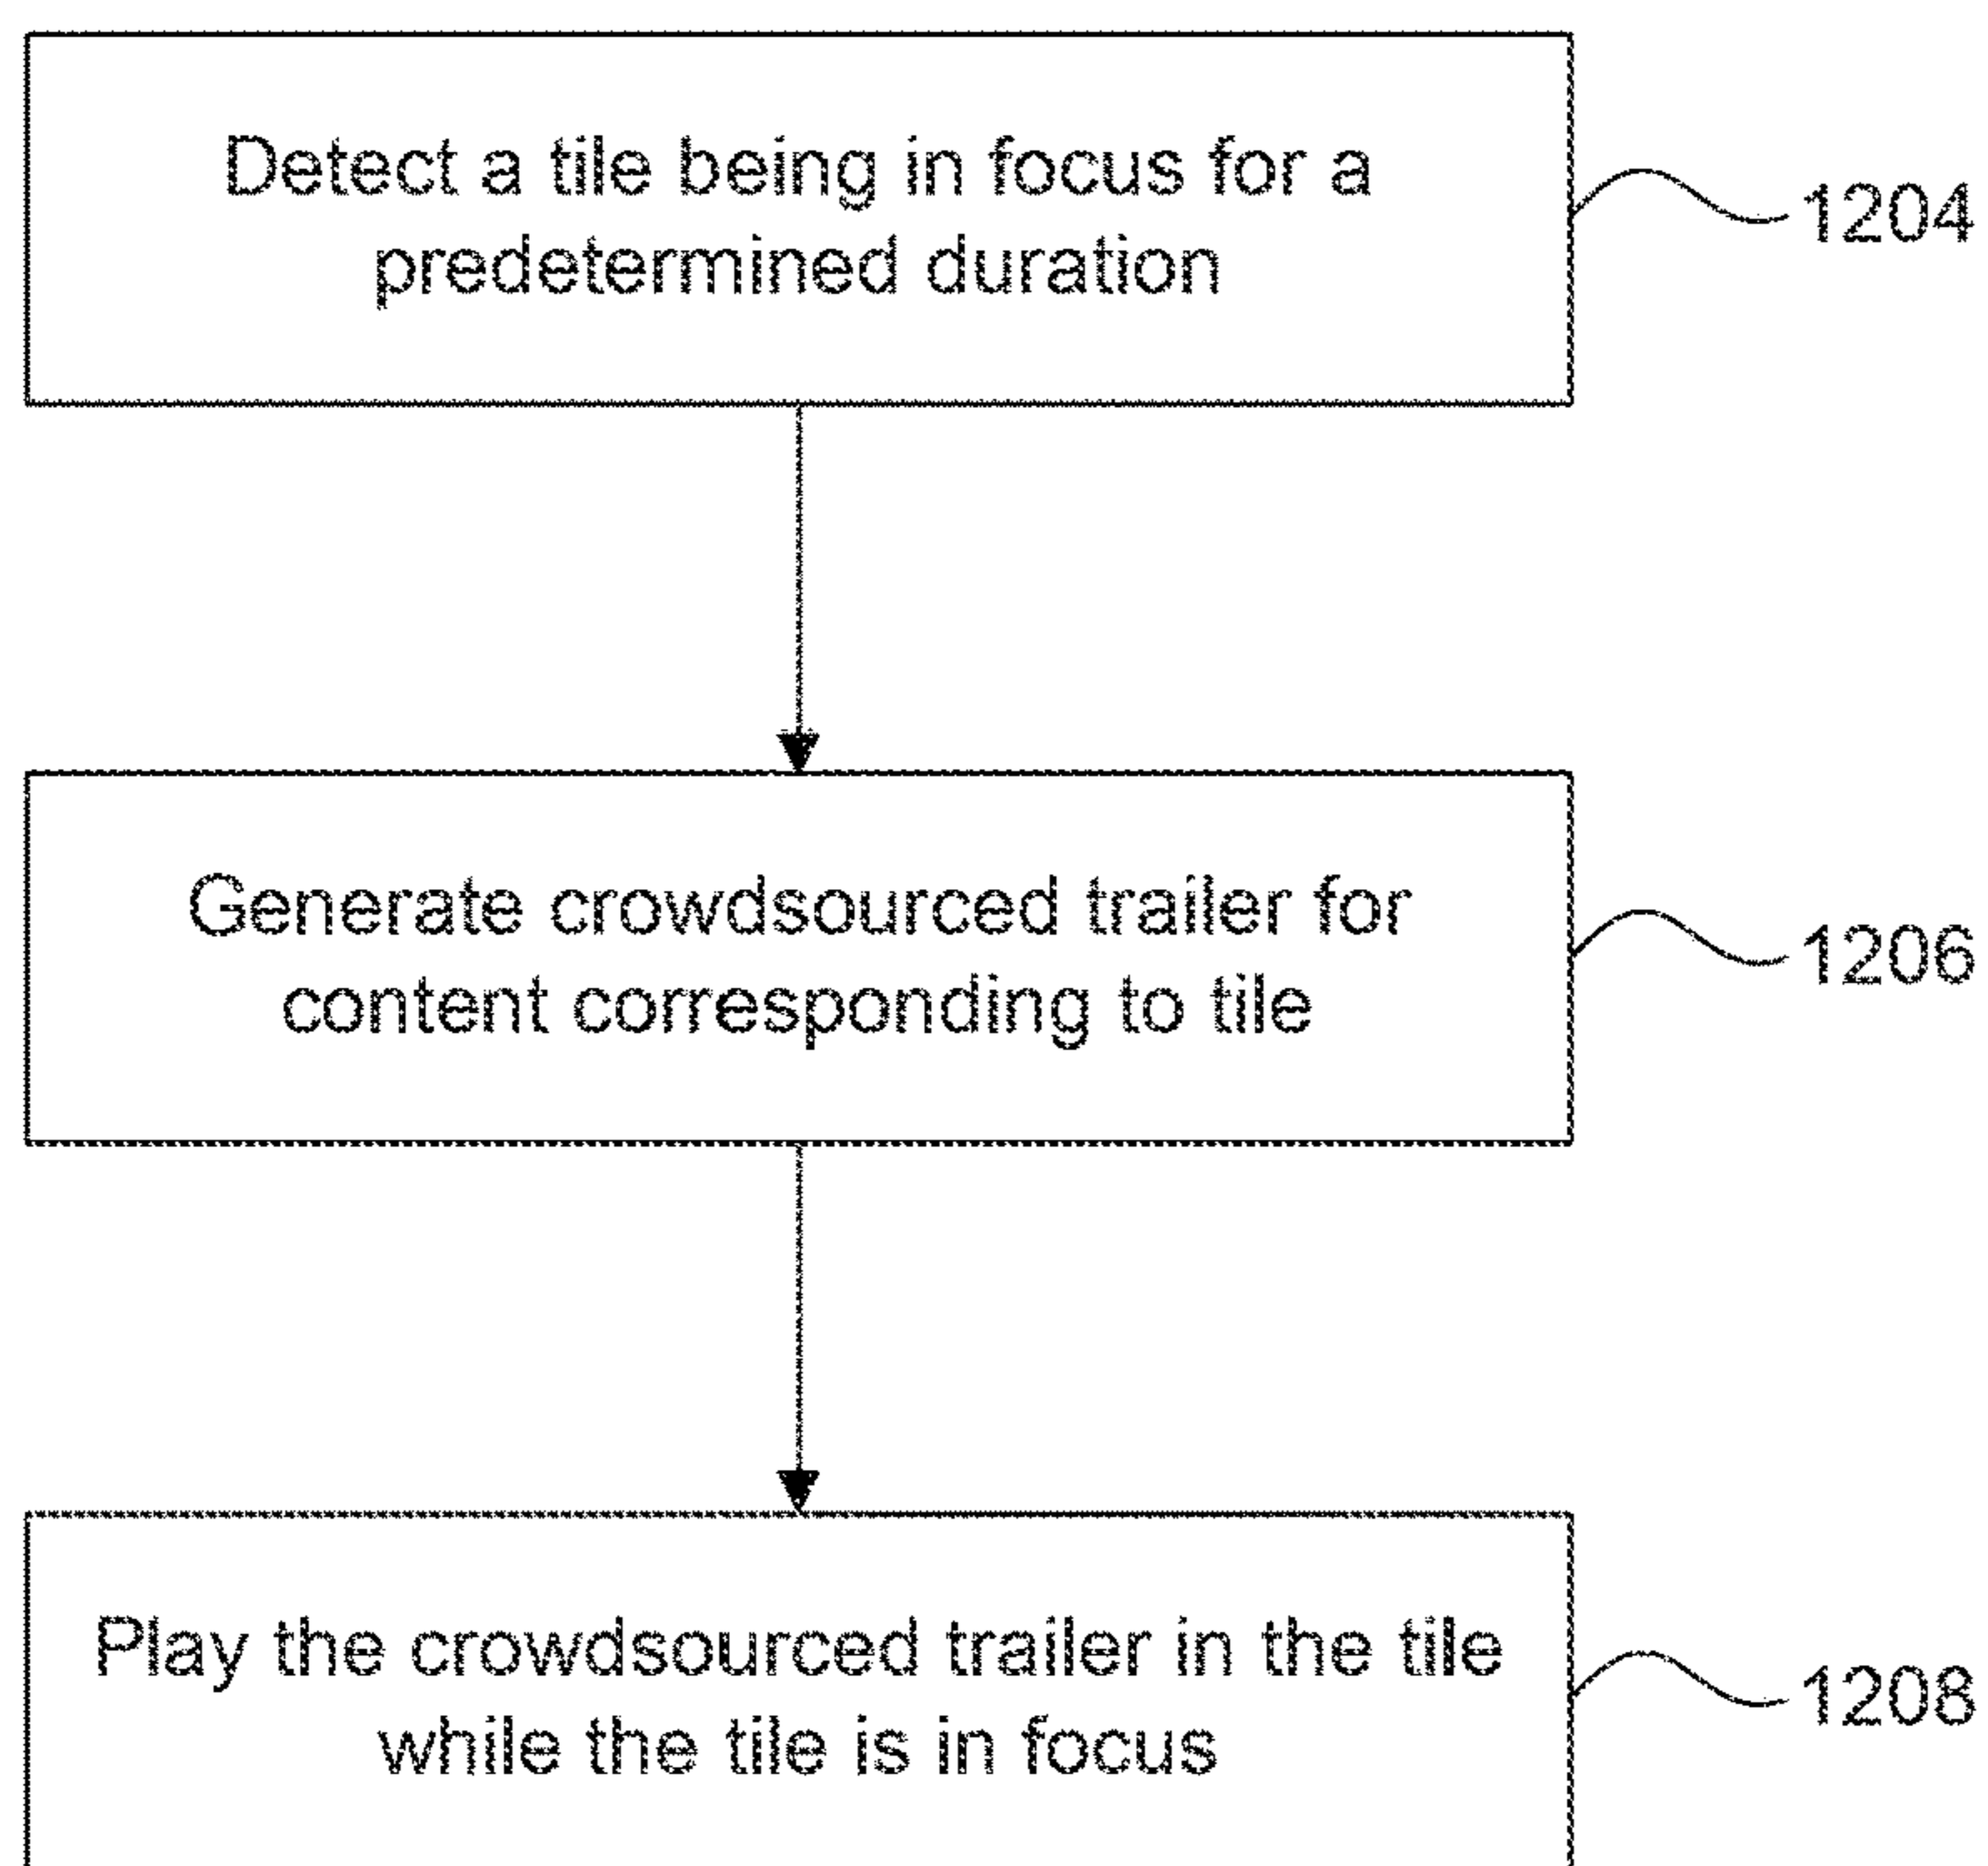 Detect a tile being in focus for a
predetermined duration
1204
Generate crowdsourced trailer for
content corresponding to tile
1206
Play the crowdsourced trailer in the tile
while the tile is in focus
1208